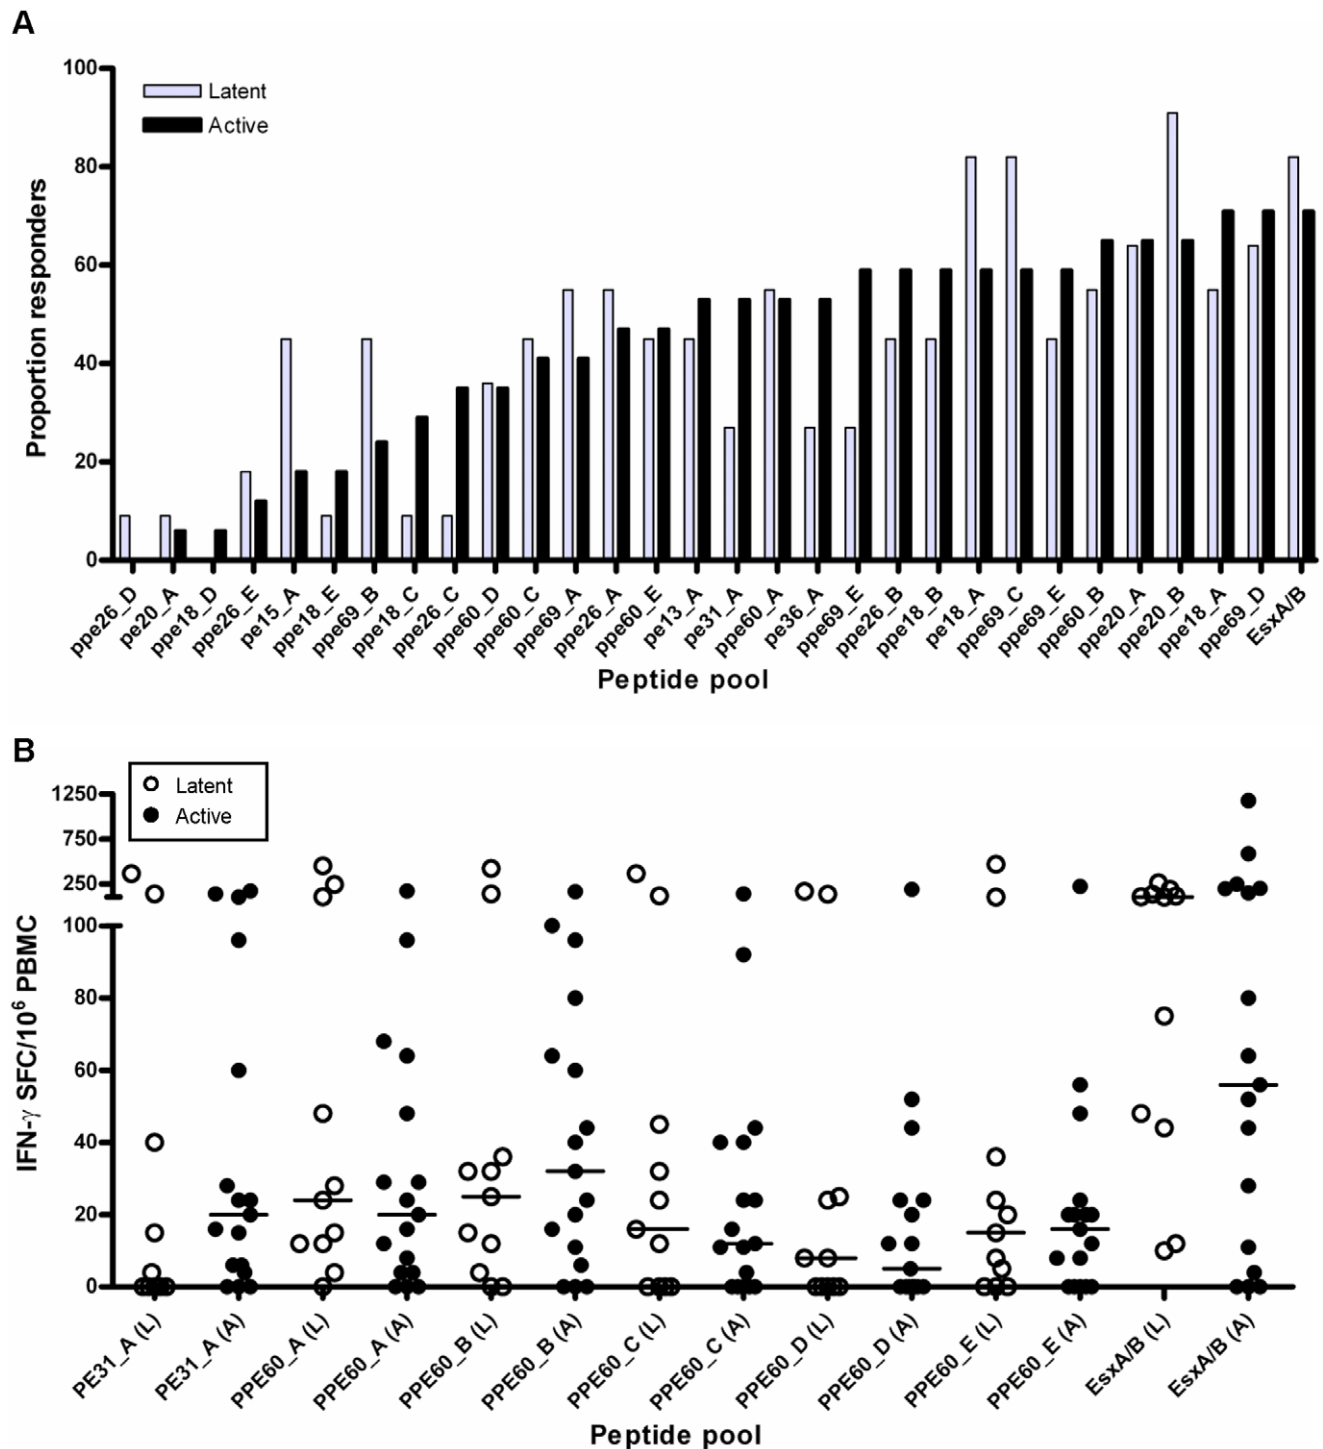 A
100
80
60
40
20
0
Proportion responders
Latent
Active
ppe26_D
pe20_A
ppe18_D
ppe26_E
pe15_A
ppe18_E
ppe69_B
ppe18_C
ppe26_C
ppe60_D
ppe60_C
ppe69_A
ppe26_A
ppe60_E
pe13_A
pe31_A
ppe60_A
pe36_A
ppe69_E
ppe26_B
ppe18_B
pe18_A
ppe69_C
ppe69_E
ppe60_B
ppe20_A
ppe20_B
ppe18_A
ppe69_D
EsxA/B
Peptide pool
B
Latent
Active
1250
750
250
100
80
60
40
20
0
IFN-γ SFC/10⁶ PBMC
PE31_A (L)
PE31_A (A)
PPE60_A (L)
PPE60_A (A)
PPE60_B (L)
PPE60_B (A)
PPE60_C (L)
PPE60_C (A)
PPE60_D (L)
PPE60_D (A)
PPE60_E (L)
PPE60_E (A)
EsxA/B (L)
EsxA/B (A)
Peptide pool